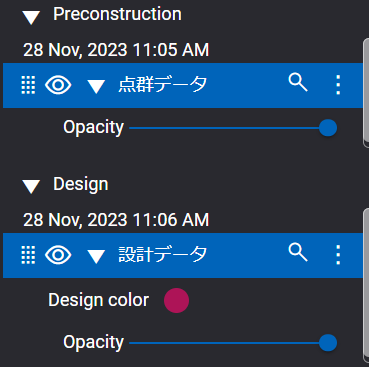 Preconstruction
28 Nov, 2023 11:05 AM
点群データ
Opacity
Design
28 Nov, 2023 11:06 AM
設計データ
Design color
Opacity